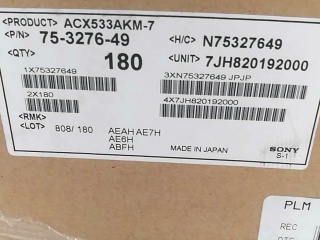 <PRODUCT> ACX533AKM-7
<P/N> 75-3276-49 <H/C> N75327649
<QTY> 180 <UNIT> 7JH820192000
1X75327649 3XN75327649 JPJP
2X180 4X7JH820192000
<RMK>
<LOT> 808/ 180 AEAH AE7H
AE6H
ABFH
MADE IN JAPAN
SONY
S-1
PLM
REC